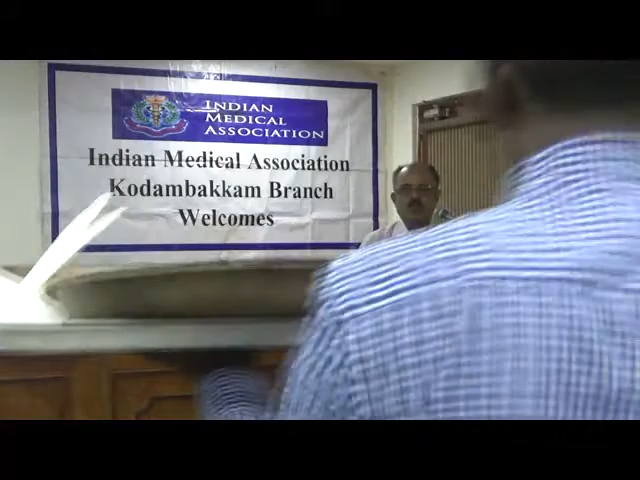 INDIAN
MEDICAL
ASSOCIATION
Indian Medical Association
Kodambakkam Branch
Welcomes